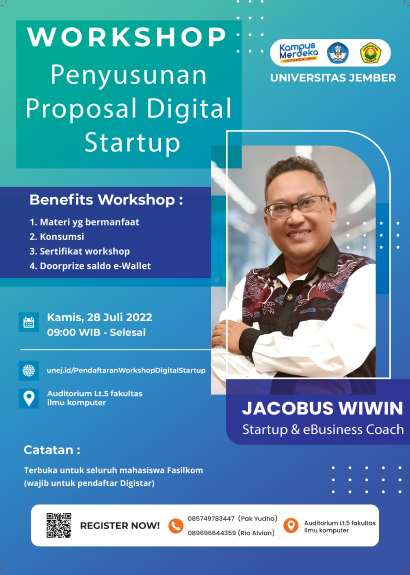 WORKSHOP
Penyusunan
Proposal Digital
Startup
Kampus
Merdeka
INDONESIA JAYA
UNIVERSITAS JEMBER
Benefits Workshop :
1. Materi yg bermanfaat
2. Konsumsi
3. Sertifikat workshop
4. Doorprize saldo e-Wallet
Kamis, 28 Juli 2022
09:00 WIB - Selesai
unej.id/PendaftaranWorkshopDigitalStartup
Auditorium Lt.5 fakultas
ilmu komputer
JACOBUS WIWIN
Startup & eBusiness Coach
Catatan :
Terbuka untuk seluruh mahasiswa Fasilkom
(wajib untuk pendaftar Digistar)
REGISTER NOW!
085749783447 (Pak Yudha)
089696644359 (Rio Alvian)
Auditorium Lt.5 fakultas
ilmu komputer